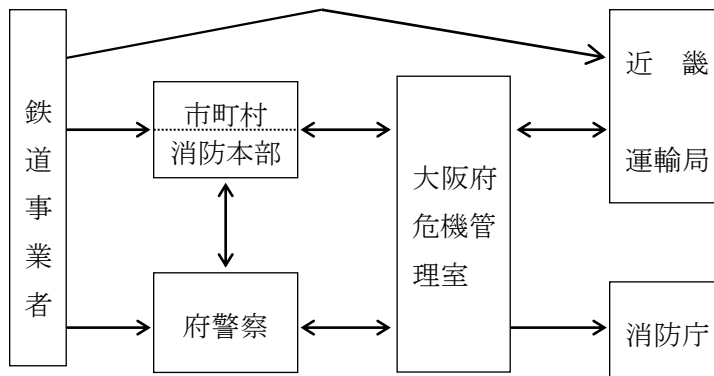 鉄道事業者
市町村
消防本部
府警察
大阪府
危機管
理室
近　畿
運輸局
消防庁